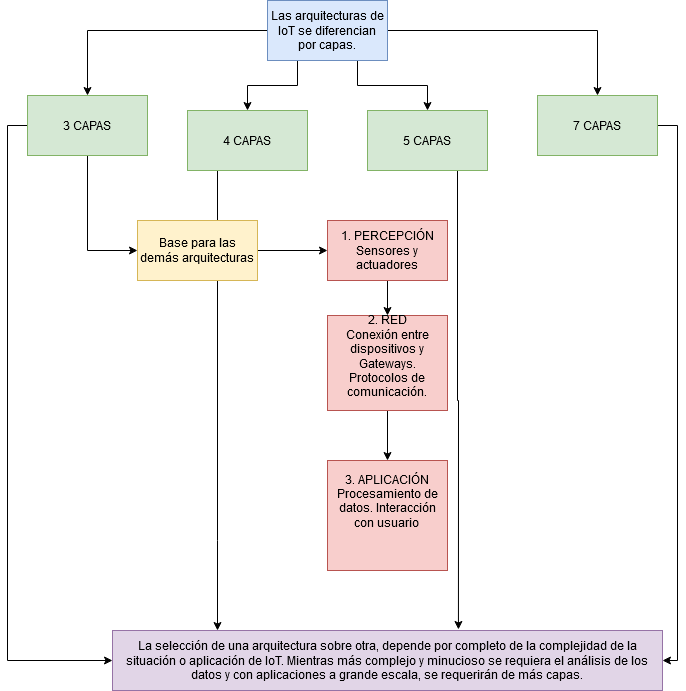 Las arquitecturas de
IoT se diferencian
por capas.
3 CAPAS
4 CAPAS
5 CAPAS
7 CAPAS
Base para las
demás arquitecturas
1. PERCEPCIÓN
Sensores y
actuadores
2. RED
Conexión entre
dispositivos y
Gateways.
Protocolos de
comunicación.
3. APLICACIÓN
Procesamiento de
datos. Interacción
con usuario
La selección de una arquitectura sobre otra, depende por completo de la complejidad de la
situación o aplicación de IoT. Mientras más complejo y minucioso se requiera el análisis de los
datos y con aplicaciones a grande escala, se requerirán de más capas.